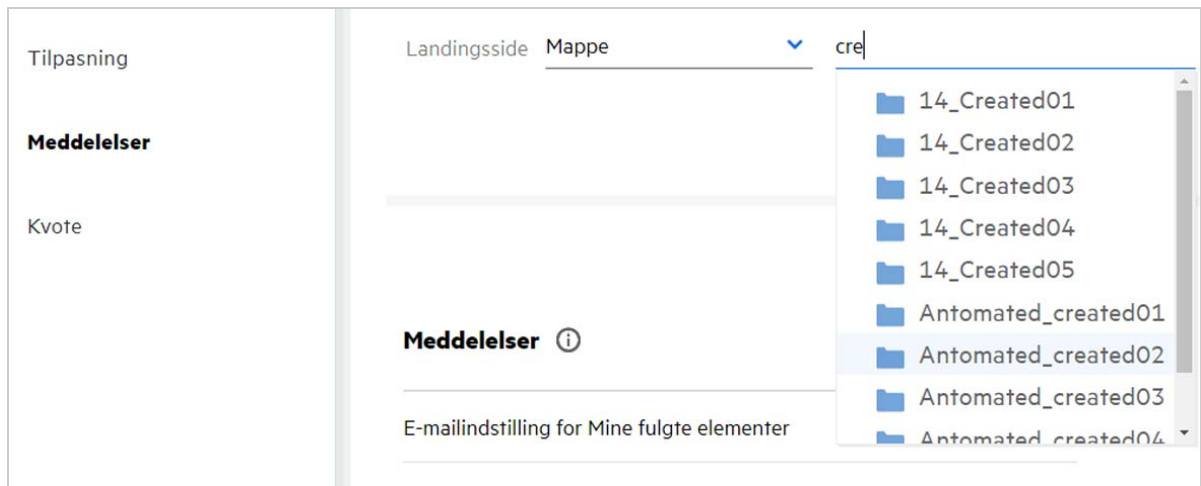 Tilpasning
Meddelelser
Kvote
Landingsside Mappe cre
14_Created01
14_Created02
14_Created03
14_Created04
14_Created05
Antomated_created01
Antomated_created02
Antomated_created03
Antomated_created04
Meddelelser
E-mailindstilling for Mine fulgte elementer